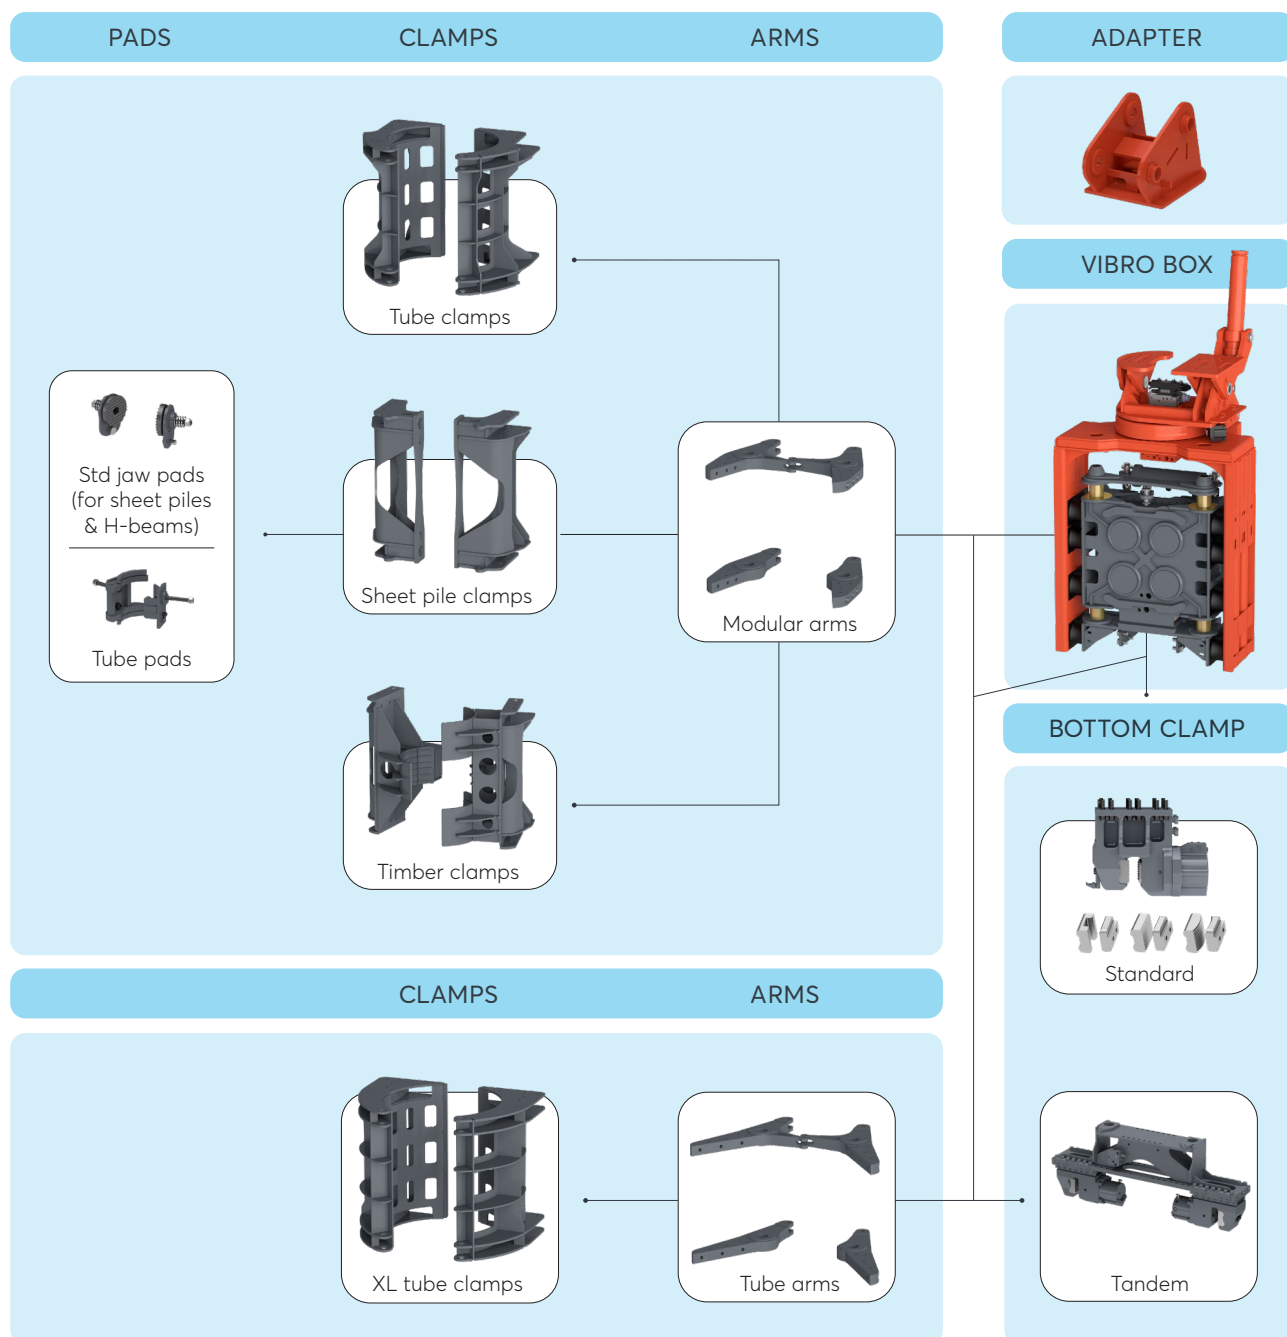 PADS
CLAMPS
ARMS
ADAPTER
Tube clamps
VIBRO BOX
Std jaw pads
(for sheet piles
& H-beams)
Tube pads
Sheet pile clamps
Modular arms
Timber clamps
BOTTOM CLAMP
Standard
CLAMPS
ARMS
XL tube clamps
Tube arms
Tandem